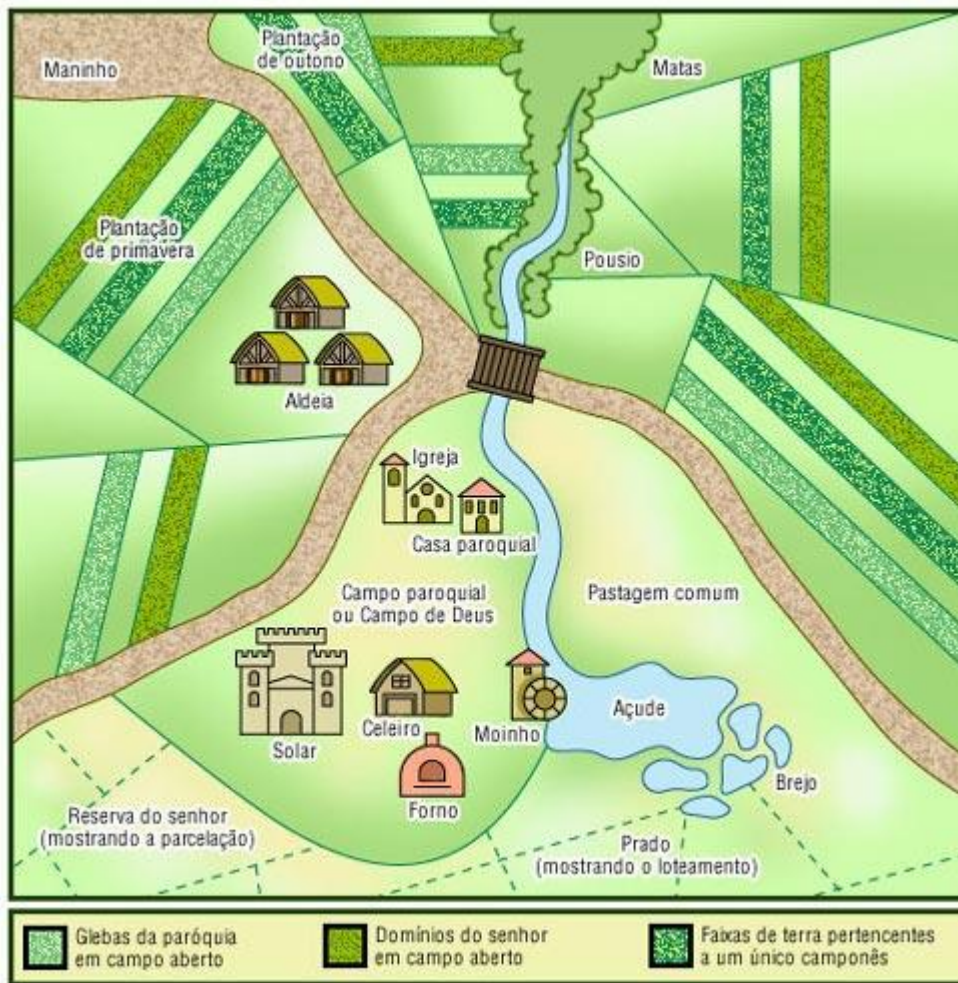 Maninho
Plantação
de outono
Matas
Plantação
de primavera
Pousio
Aldeia
Igreja
Casa paroquial
Campo paroquial
ou Campo de Deus
Pastagem comum
Solar
Celeiro
Moinho
Açude
Forno
Brejo
Reserva do senhor
(mostrando a parcelação)
Prado
(mostrando o loteamento)
Glebas da paróquia
em campo aberto
Domínios do senhor
em campo aberto
Faixas de terra pertencentes
a um único camponês